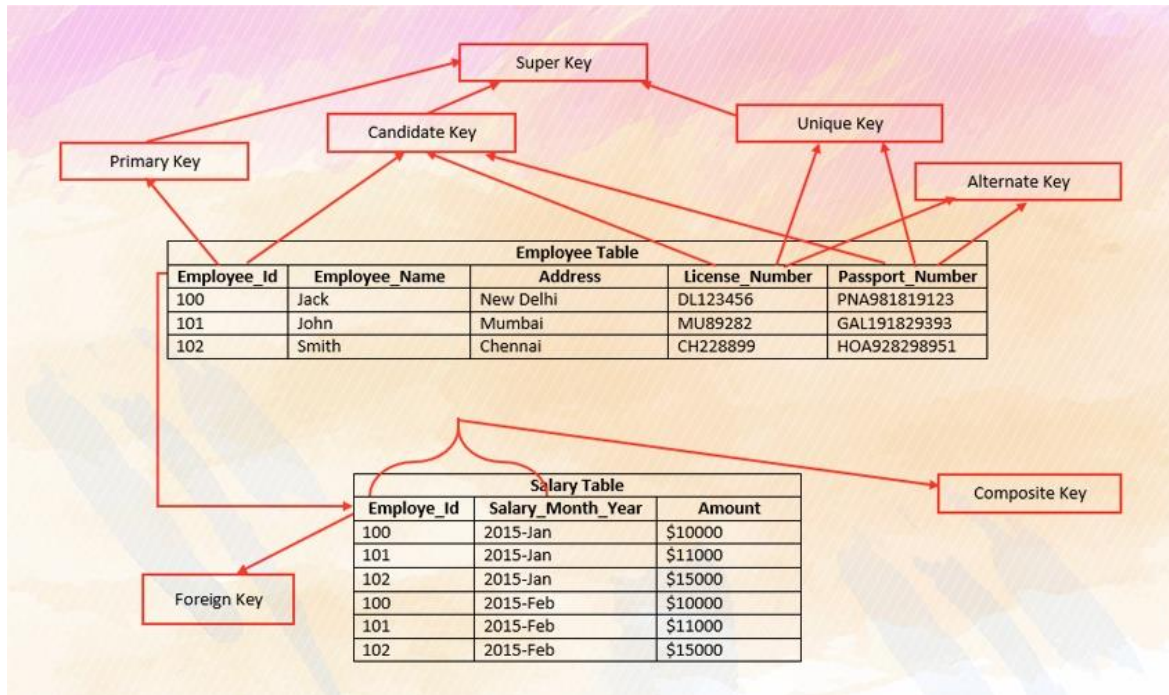 Super Key
Candidate Key
Unique Key
Primary Key
Alternate Key
Employee Table
Employee_Id Employee_Name Address License_Number Passport_Number
100 Jack New Delhi DL123456 PNA981819123
101 John Mumbai MU89282 GAL191829393
102 Smith Chennai CH228899 HOA928298951
Salary Table
Employe_Id Salary_Month_Year Amount
100 2015-Jan $10000
101 2015-Jan $11000
102 2015-Jan $15000
100 2015-Feb $10000
101 2015-Feb $11000
102 2015-Feb $15000
Composite Key
Foreign Key